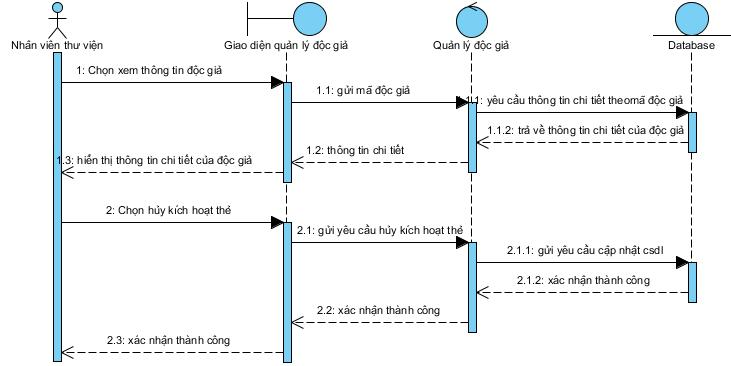 Nhân viên thư viện
Giao diện quản lý độc giả
Quản lý độc giả
Database
1: Chọn xem thông tin độc giả
1.1: gửi mã độc giả
1.1.1: yêu cầu thông tin chi tiết theomã độc giả
1.1.2: trả về thông tin chi tiết của độc giả
1.2: thông tin chi tiết
1.3: hiển thị thông tin chi tiết của độc giả
2: Chọn hủy kích hoạt thẻ
2.1: gửi yêu cầu hủy kích hoạt thẻ
2.1.1: gửi yêu cầu cập nhật csdl
2.1.2: xác nhận thành công
2.2: xác nhận thành công
2.3: xác nhận thành công